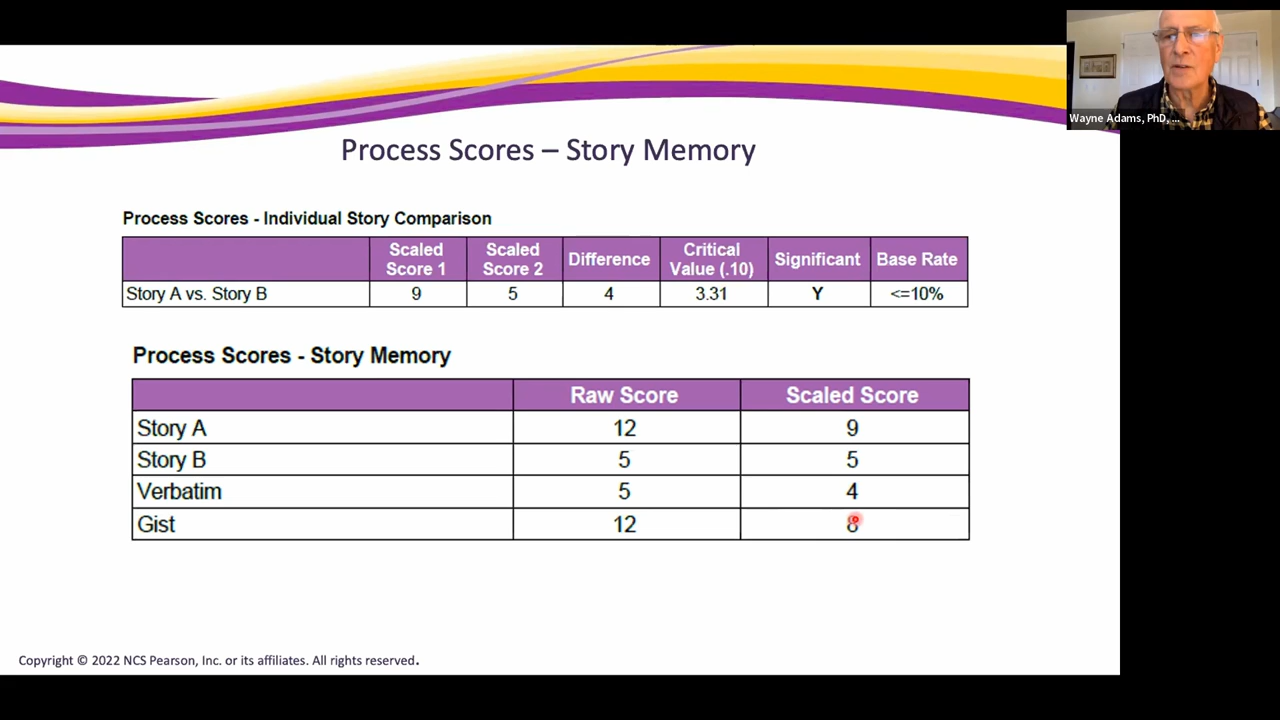 Wayne Adams, PhD, ...
Process Scores – Story Memory
Process Scores - Individual Story Comparison
Scaled Score 1 Scaled Score 2 Difference Critical Value (.10) Significant Base Rate
Story A vs. Story B 9 5 4 3.31 Y <=10%
Process Scores - Story Memory
Raw Score Scaled Score
Story A 12 9
Story B 5 5
Verbatim 5 4
Gist 12 8
Copyright © 2022 NCS Pearson, Inc. or its affiliates. All rights reserved.